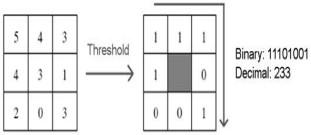 5 4 3
4 3 1
2 0 3
Threshold
1 1 1
1 0
0 0 1
Binary: 11101001
Decimal: 233